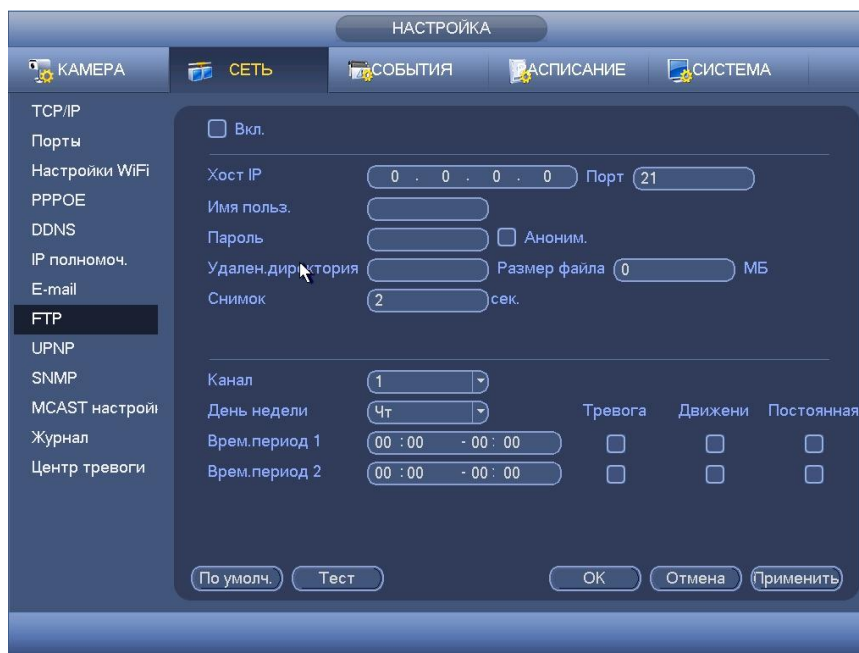 НАСТРОЙКА
КАМЕРА СЕТЬ СОБЫТИЯ РАСПИСАНИЕ СИСТЕМА
TCP/IP
Порты
Настройки WiFi
PPPOE
DDNS
IP полномоч.
E-mail
FTP
UPNP
SNMP
MCAST настройн
Журнал
Центр тревоги
Вкл.
Хост IP 0 . 0 . 0 . 0 Порт 21
Имя польз.
Пароль Аноним.
Удален.директория Размер файла 0 МБ
Снимок 2 сек.
Канал 1
День недели Чт Тревога Движени Постоянная
Врем.период 1 00 : 00 - 00 : 00
Врем.период 2 00 : 00 - 00 : 00
По умолч. Тест OK Отмена Применить